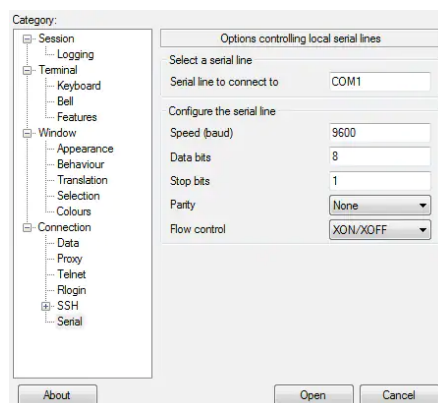 Category:
Session
Logging
Terminal
Keyboard
Bell
Features
Window
Appearance
Behaviour
Translation
Selection
Colours
Connection
Data
Proxy
Telnet
Rlogin
SSH
Serial
Options controlling local serial lines
Select a serial line
Serial line to connect to COM1
Configure the serial line
Speed (baud) 9600
Data bits 8
Stop bits 1
Parity None
Flow control XON/XOFF
About Open Cancel